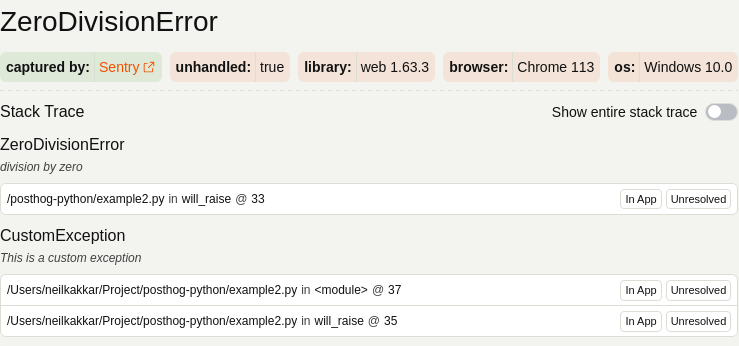 ZeroDivisionError
captured by: Sentry unhandled: true library: web 1.63.3 browser: Chrome 113 os: Windows 10.0
Stack Trace Show entire stack trace
ZeroDivisionError
division by zero
/posthog-python/example2.py in will_raise @ 33 In App Unresolved
CustomException
This is a custom exception
/Users/neilkakkar/Project/posthog-python/example2.py in <module> @ 37 In App Unresolved
/Users/neilkakkar/Project/posthog-python/example2.py in will_raise @ 35 In App Unresolved